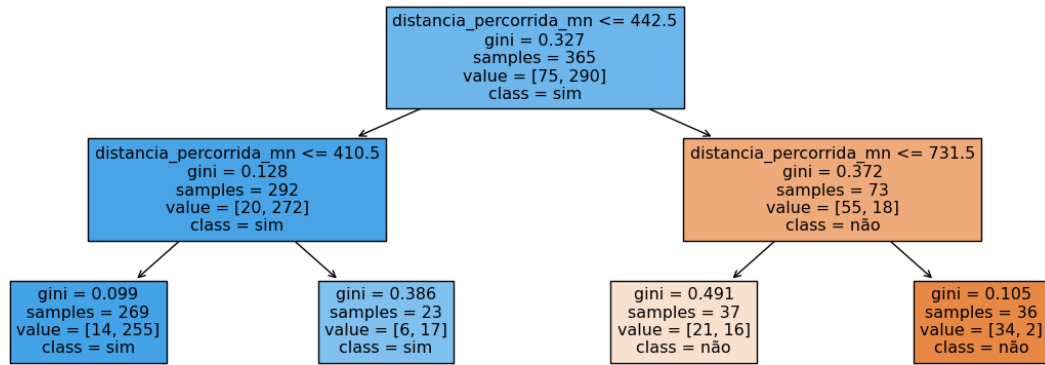 distancia_percorrida_mn <= 442.5
gini = 0.327
samples = 365
value = [75, 290]
class = sim
distancia_percorrida_mn <= 410.5
gini = 0.128
samples = 292
value = [20, 272]
class = sim
distancia_percorrida_mn <= 731.5
gini = 0.372
samples = 73
value = [55, 18]
class = não
gini = 0.099
samples = 269
value = [14, 255]
class = sim
gini = 0.386
samples = 23
value = [6, 17]
class = sim
gini = 0.491
samples = 37
value = [21, 16]
class = não
gini = 0.105
samples = 36
value = [34, 2]
class = não